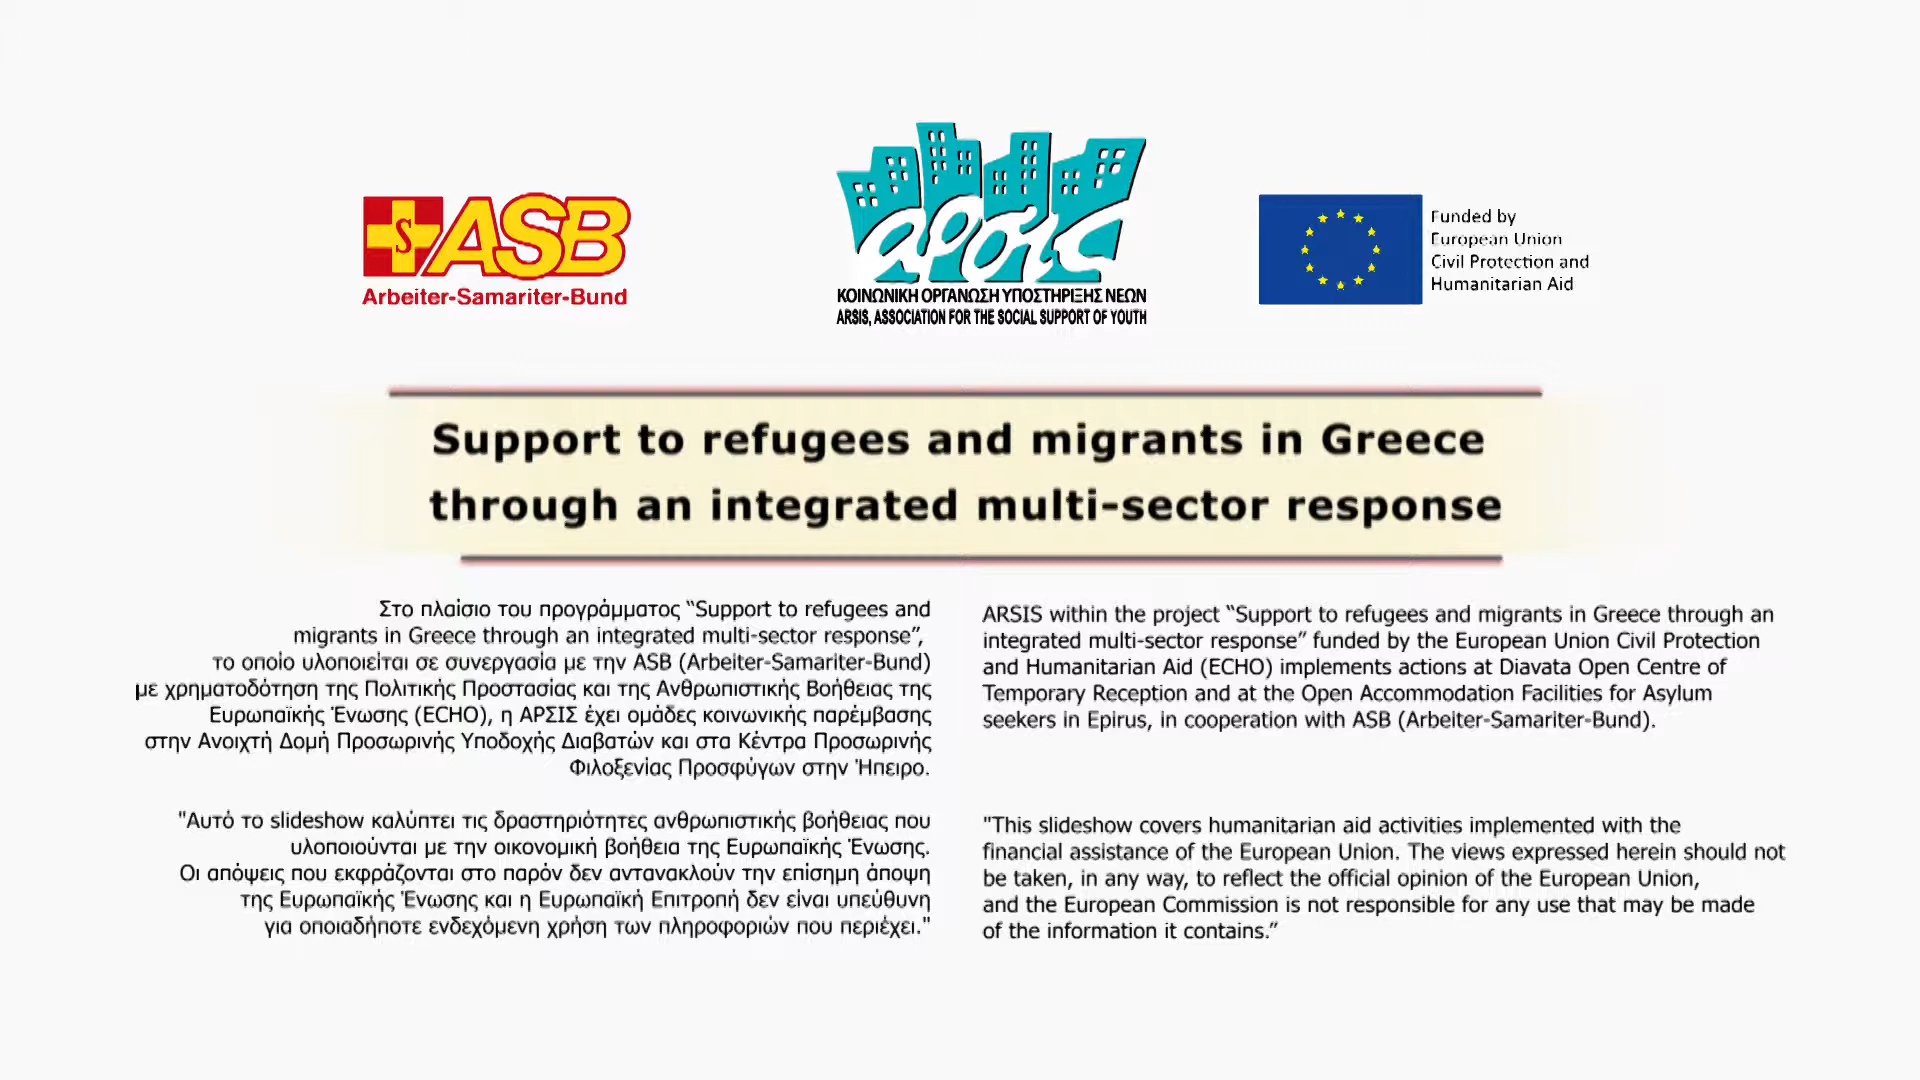 S ASB
Arbeiter-Samariter-Bund
αρσις
ΚΟΙΝΩΝΙΚΗ ΟΡΓΑΝΩΣΗ ΥΠΟΣΤΗΡΙΞΗΣ ΝΕΩΝ
ARSIS, ASSOCIATION FOR THE SOCIAL SUPPORT OF YOUTH
Funded by
European Union
Civil Protection and
Humanitarian Aid
Support to refugees and migrants in Greece
through an integrated multi-sector response
Στο πλαίσιο του προγράμματος “Support to refugees and
migrants in Greece through an integrated multi-sector response”,
το οποίο υλοποιείται σε συνεργασία με την ASB (Arbeiter-Samariter-Bund)
με χρηματοδότηση της Πολιτικής Προστασίας και της Ανθρωπιστικής Βοήθειας της
Ευρωπαϊκής Ένωσης (ECHO), η ΑΡΣΙΣ έχει ομάδες κοινωνικής παρέμβασης
στην Ανοιχτή Δομή Προσωρινής Υποδοχής Διαβατών και στα Κέντρα Προσωρινής
Φιλοξενίας Προσφύγων στην Ήπειρο.
"Αυτό το slideshow καλύπτει τις δραστηριότητες ανθρωπιστικής βοήθειας που
υλοποιούνται με την οικονομική βοήθεια της Ευρωπαϊκής Ένωσης.
Οι απόψεις που εκφράζονται στο παρόν δεν αντανακλούν την επίσημη άποψη
της Ευρωπαϊκής Ένωσης και η Ευρωπαϊκή Επιτροπή δεν είναι υπεύθυνη
για οποιαδήποτε ενδεχόμενη χρήση των πληροφοριών που περιέχει."
ARSIS within the project “Support to refugees and migrants in Greece through an
integrated multi-sector response” funded by the European Union Civil Protection
and Humanitarian Aid (ECHO) implements actions at Diavata Open Centre of
Temporary Reception and at the Open Accommodation Facilities for Asylum
seekers in Epirus, in cooperation with ASB (Arbeiter-Samariter-Bund).
"This slideshow covers humanitarian aid activities implemented with the
financial assistance of the European Union. The views expressed herein should not
be taken, in any way, to reflect the official opinion of the European Union,
and the European Commission is not responsible for any use that may be made
of the information it contains.”